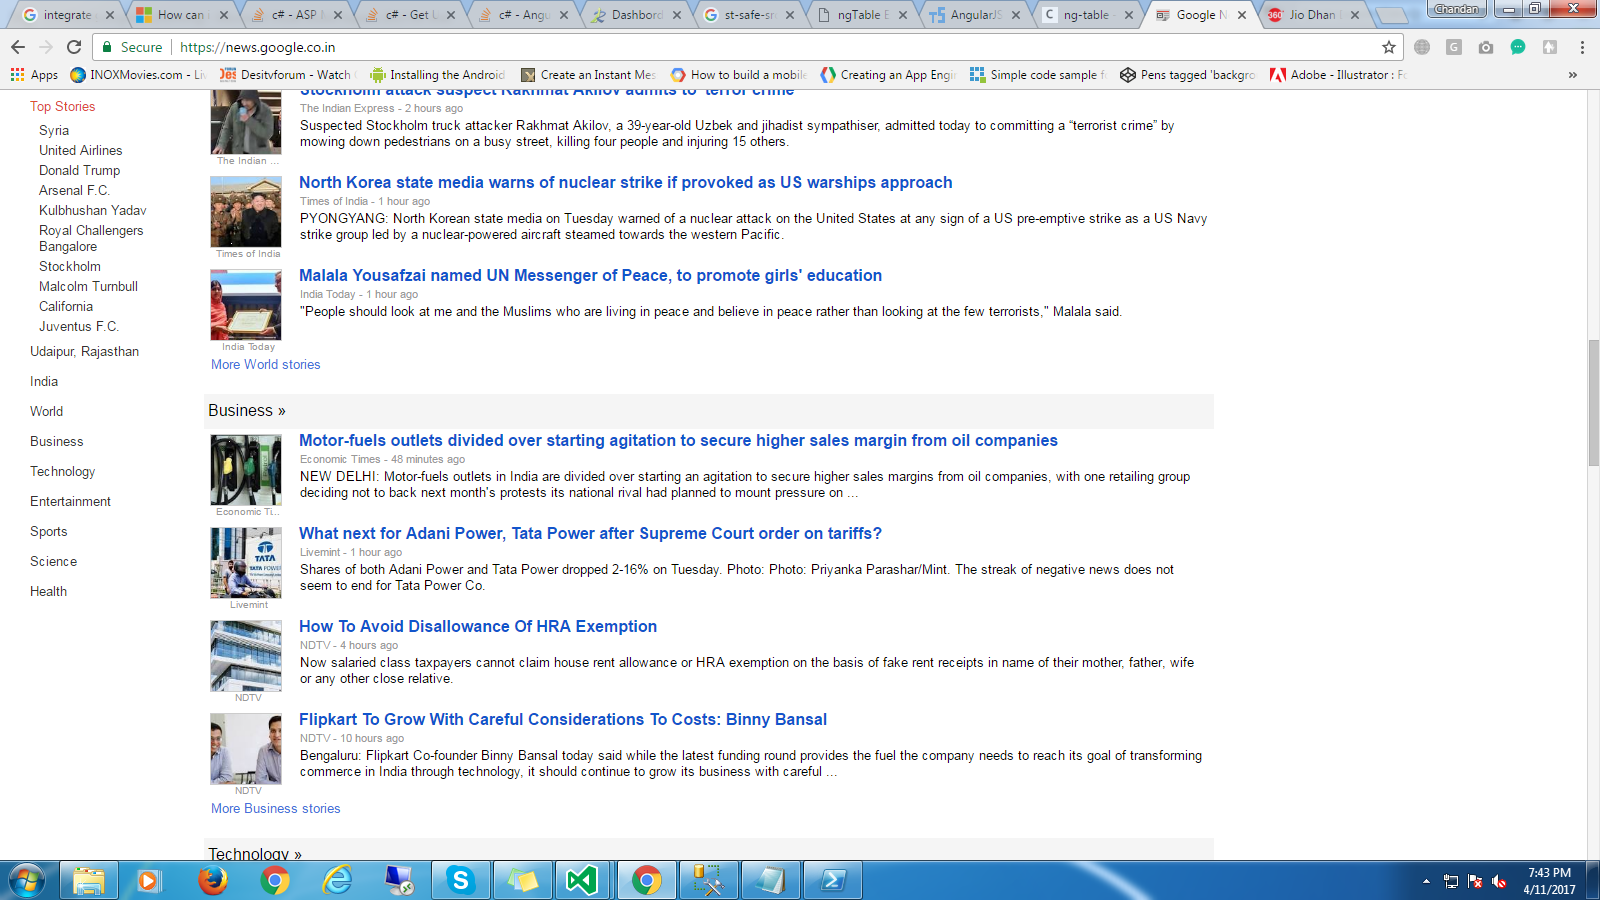 integrate
How can
c# - ASP
c# - Get U
c# - Angu
Dashbord
st-safe-sr
ngTable E
AngularJS
ng-table -
Google N
Jio Dhan
Chandan
Secure https://news.google.co.in
Apps INOXMovies.com - Li Desitvforum - Watch Installing the Android Create an Instant Mes How to build a mobile Creating an App Engi Simple code sample f Pens tagged 'backgro Adobe - Illustrator : Fo »
Top Stories
Syria
United Airlines
Donald Trump
Arsenal F.C.
Kulbhushan Yadav
Royal Challengers
Bangalore
Stockholm
Malcolm Turnbull
California
Juventus F.C.
Udaipur, Rajasthan
India
World
Business
Technology
Entertainment
Sports
Science
Health
Stockholm attack suspect Rakhmat Akilov admits to 'terror crime'
The Indian Express - 2 hours ago
Suspected Stockholm truck attacker Rakhmat Akilov, a 39-year-old Uzbek and jihadist sympathiser, admitted today to committing a “terrorist crime” by
mowing down pedestrians on a busy street, killing four people and injuring 15 others.
The Indian ...
North Korea state media warns of nuclear strike if provoked as US warships approach
Times of India - 1 hour ago
PYONGYANG: North Korean state media on Tuesday warned of a nuclear attack on the United States at any sign of a US pre-emptive strike as a US Navy
strike group led by a nuclear-powered aircraft steamed towards the western Pacific.
Times of India
Malala Yousafzai named UN Messenger of Peace, to promote girls' education
India Today - 1 hour ago
"People should look at me and the Muslims who are living in peace and believe in peace rather than looking at the few terrorists," Malala said.
India Today
More World stories
Business »
Motor-fuels outlets divided over starting agitation to secure higher sales margin from oil companies
Economic Times - 48 minutes ago
NEW DELHI: Motor-fuels outlets in India are divided over starting an agitation to secure higher sales margins from oil companies, with one retailing group
deciding not to back next month's protests its national rival had planned to mount pressure on ...
Economic Ti...
What next for Adani Power, Tata Power after Supreme Court order on tariffs?
Livemint - 1 hour ago
Shares of both Adani Power and Tata Power dropped 2-16% on Tuesday. Photo: Photo: Priyanka Parashar/Mint. The streak of negative news does not
seem to end for Tata Power Co.
TATA
Livemint
How To Avoid Disallowance Of HRA Exemption
NDTV - 4 hours ago
Now salaried class taxpayers cannot claim house rent allowance or HRA exemption on the basis of fake rent receipts in name of their mother, father, wife
or any other close relative.
NDTV
Flipkart To Grow With Careful Considerations To Costs: Binny Bansal
NDTV - 10 hours ago
Bengaluru: Flipkart Co-founder Binny Bansal today said while the latest funding round provides the fuel the company needs to reach its goal of transforming
commerce in India through technology, it should continue to grow its business with careful ...
NDTV
More Business stories
Technology »
7:43 PM
4/11/2017